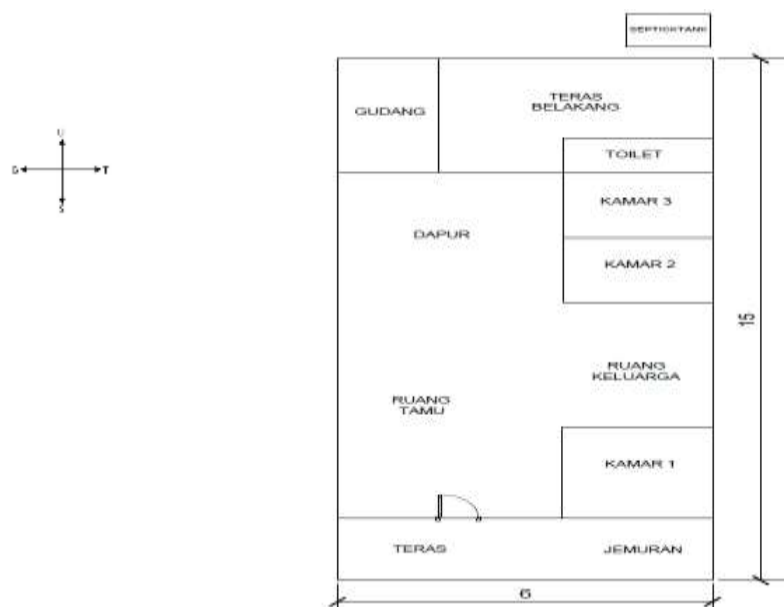 SEPTICKTANK
GUDANG
TERAS
BELAKANG
TOILET
KAMAR 3
KAMAR 2
DAPUR
RUANG
KELUARGA
RUANG
TAMU
KAMAR 1
TERAS
JEMURAN
15
6
U
T
S